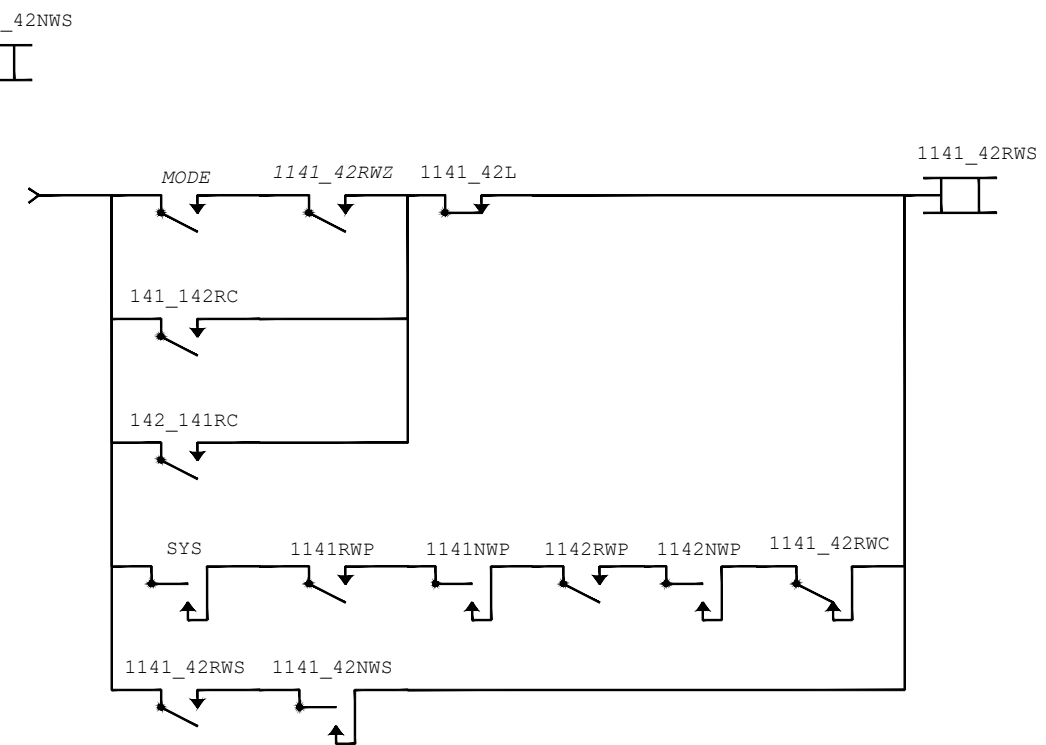 _42NWS
1141_42RWS
MODE 1141_42RWZ 1141_42L
141_142RC
142_141RC
SYS 1141RWP 1141NWP 1142RWP 1142NWP 1141_42RWC
1141_42RWS 1141_42NWS